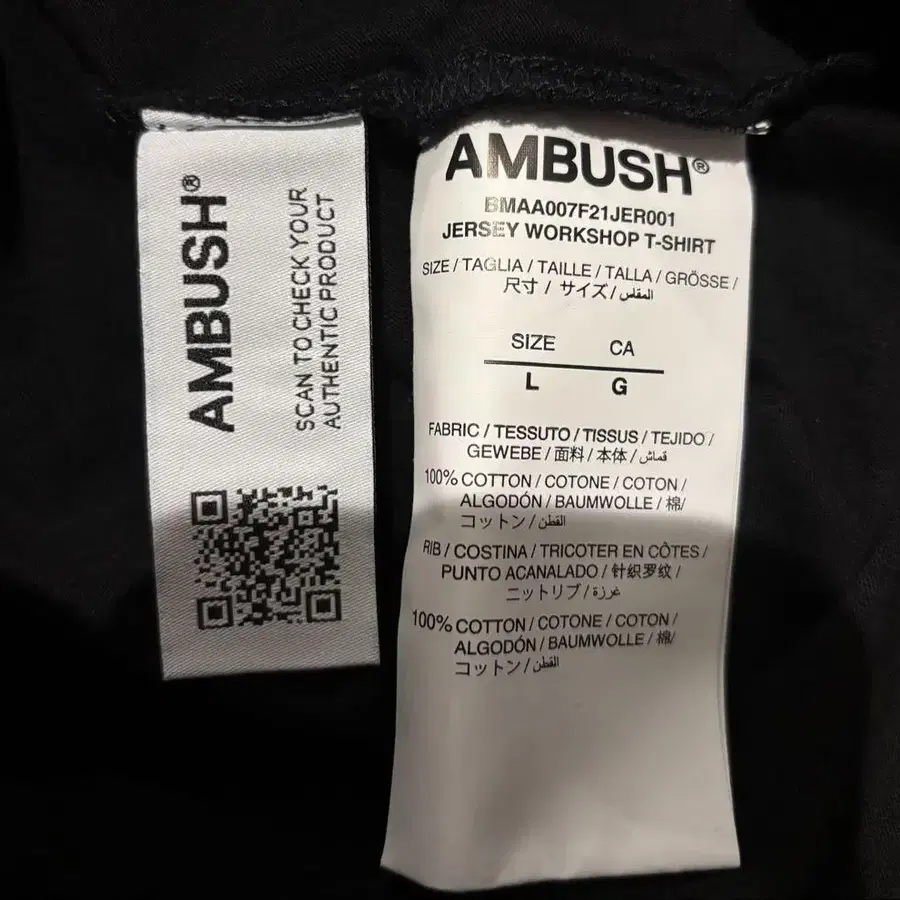 AMBUSH®
SCAN TO CHECK YOUR
AUTHENTIC PRODUCT
AMBUSH®
BMAA007F21JER001
JERSEY WORKSHOP T-SHIRT
SIZE / TAGLIA / TAILLE / TALLA / GRÖSSE /
尺寸 / サイズ / المقاس
SIZE CA
L G
FABRIC / TESSUTO / TISSUS / TEJIDO /
GEWEBE / 面料 / 本体 / قماش
100% COTTON / COTONE / COTON /
ALGODÓN / BAUMWOLLE / 棉/
コットン / القطن
RIB / COSTINA / TRICOTER EN CÔTES /
PUNTO ACANALADO / 针织罗纹 /
ニットリブ / غرزة
100% COTTON / COTONE / COTON /
ALGODÓN / BAUMWOLLE / 棉/
コットン / القطن